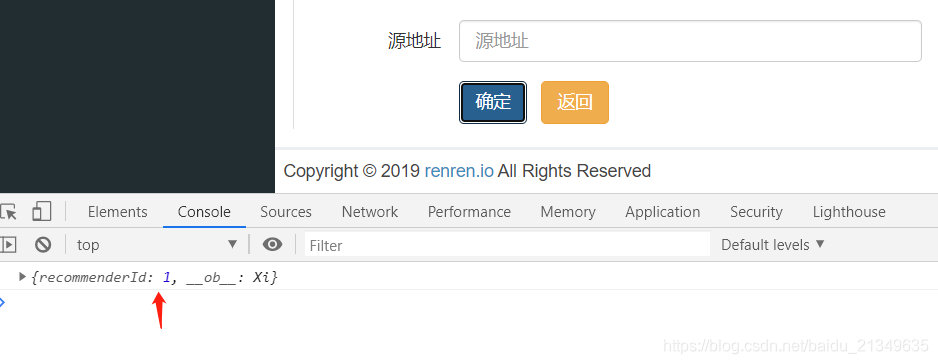 源地址 源地址
确定 返回
Copyright © 2019 renren.io All Rights Reserved
Elements Console Sources Network Performance Memory Application Security Lighthouse
top Filter Default levels
{recommenderId: 1, __ob__: Xi}
https://blog.csdn.net/baidu_21349635